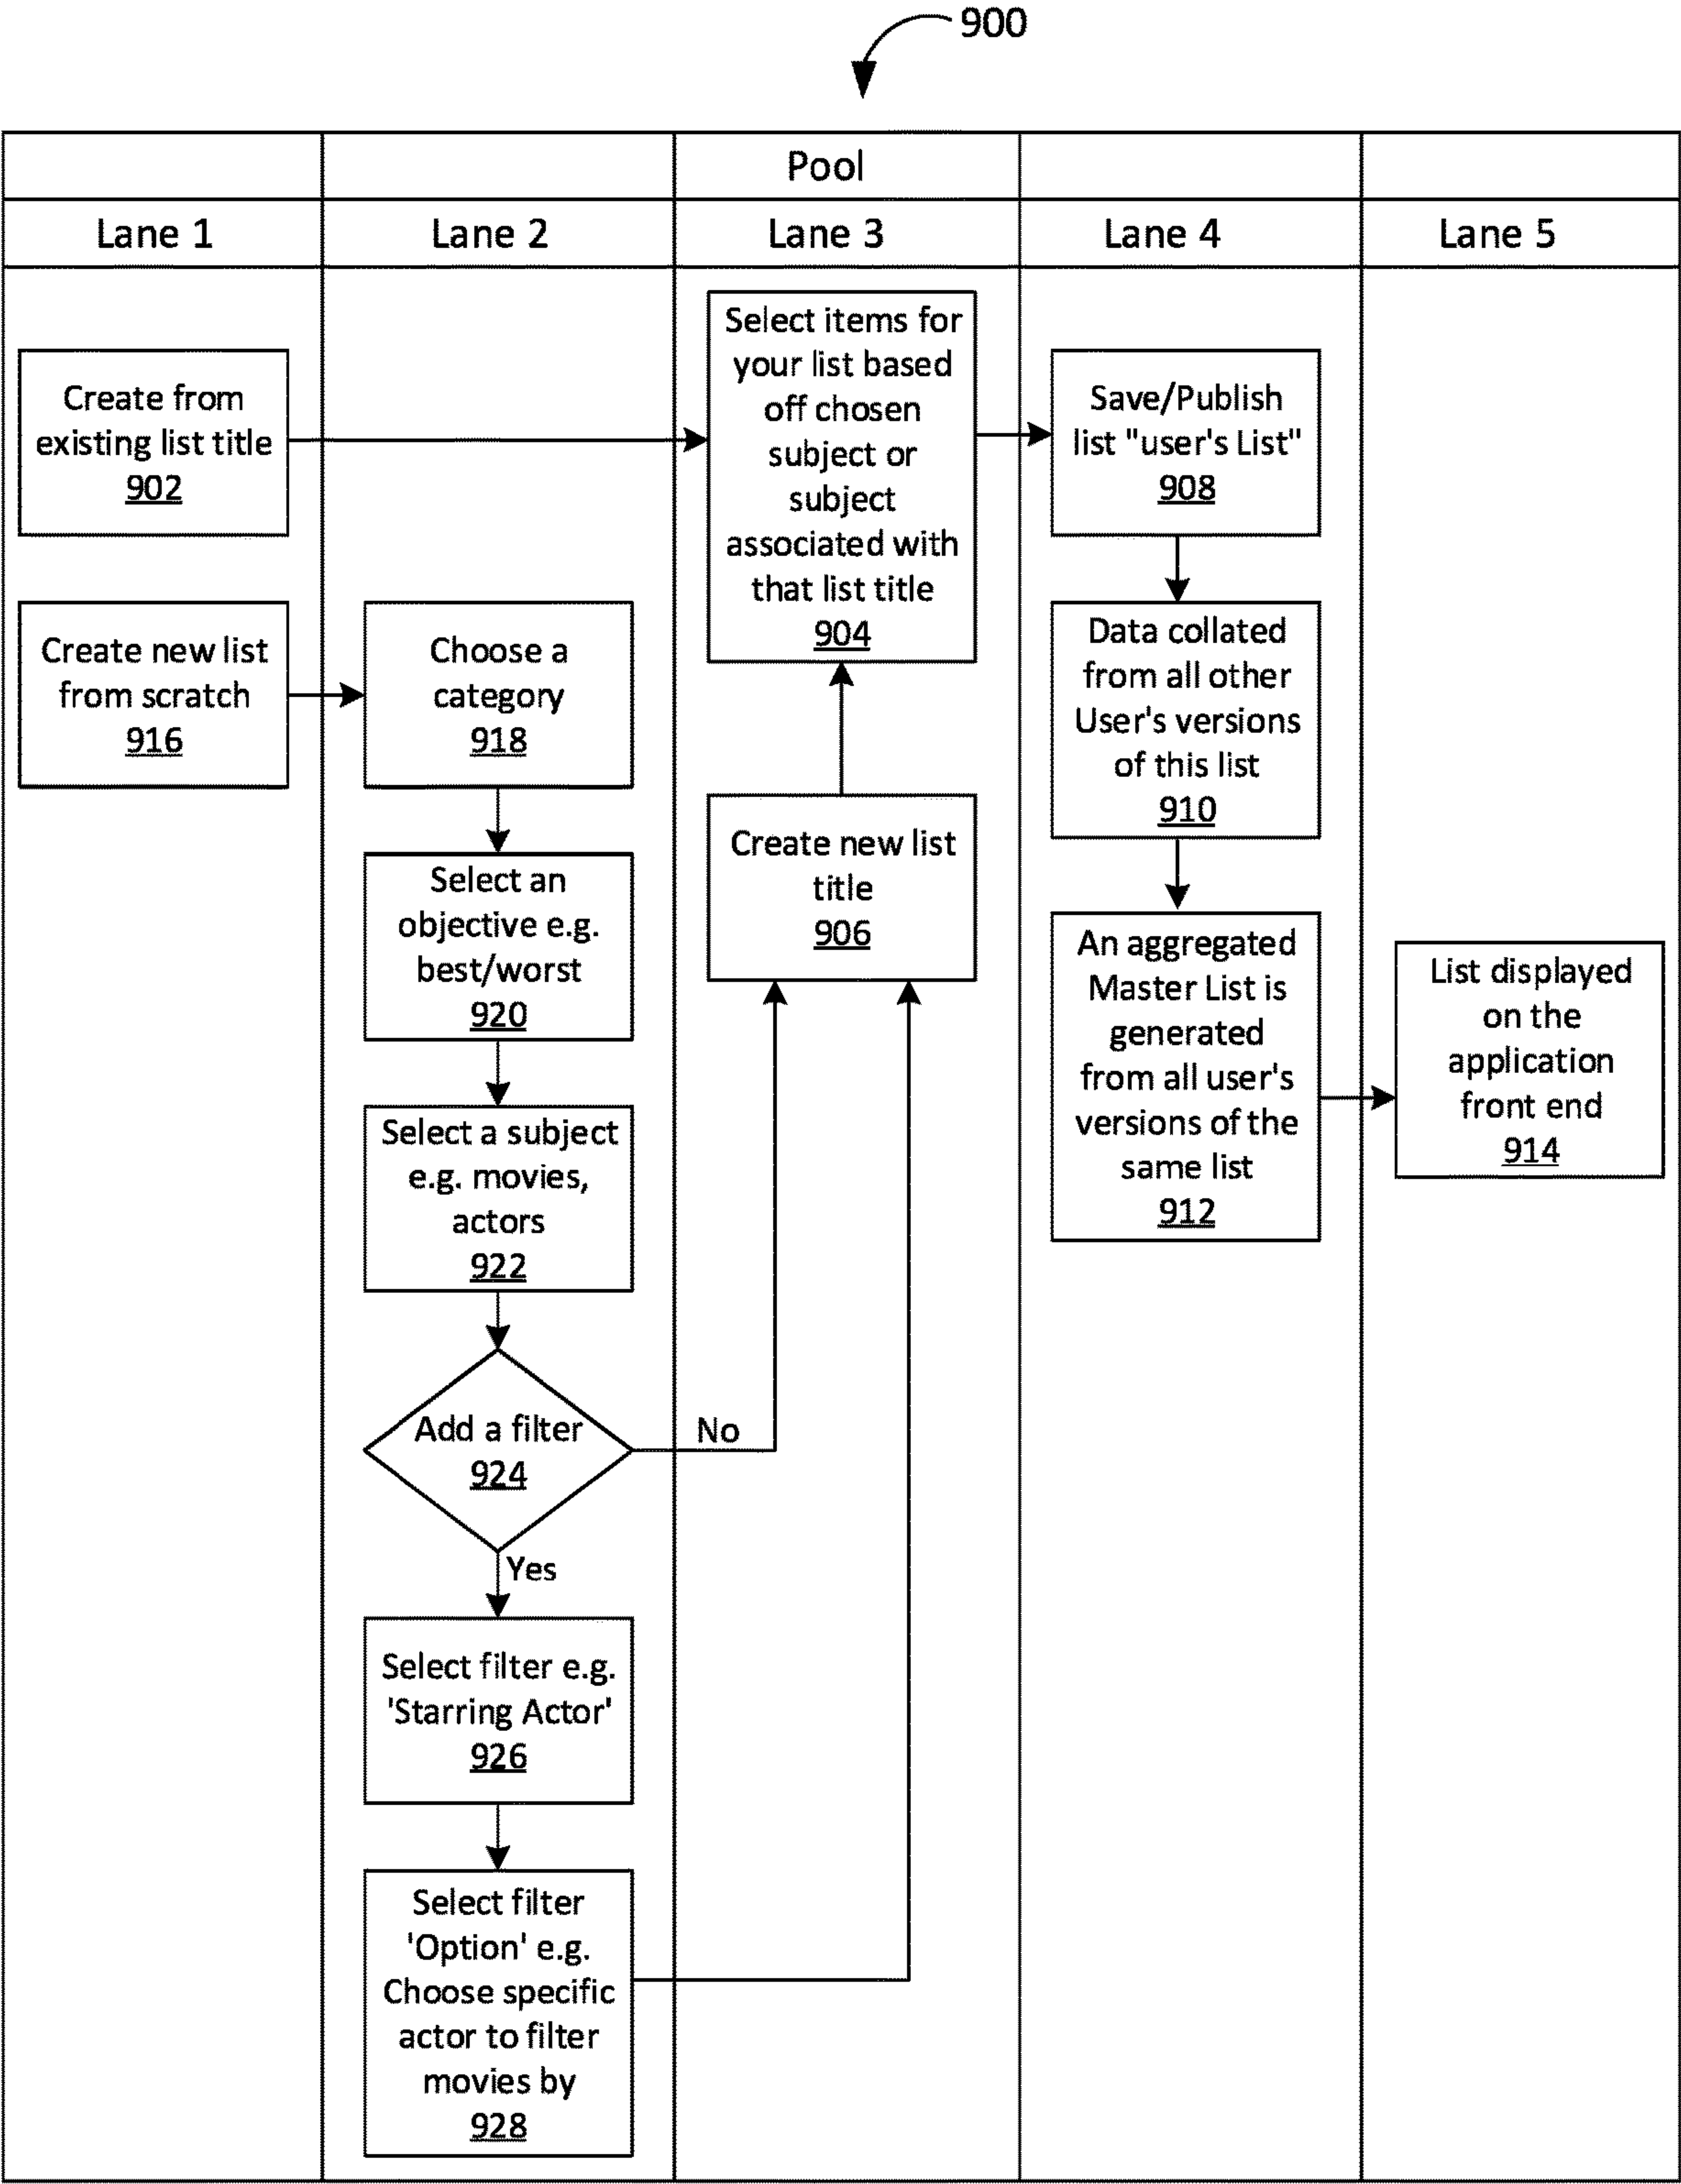 900
Pool
Lane 1
Lane 2
Lane 3
Lane 4
Lane 5
Create from
existing list title
902
Create new list
from scratch
916
Choose a
category
918
Select an
objective e.g.
best/worst
920
Select a subject
e.g. movies,
actors
922
Add a filter
924
No
Yes
Select filter e.g.
'Starring Actor'
926
Select filter
'Option' e.g.
Choose specific
actor to filter
movies by
928
Select items for
your list based
off chosen
subject or
subject
associated with
that list title
904
Create new list
title
906
Save/Publish
list "user's List"
908
Data collated
from all other
User's versions
of this list
910
An aggregated
Master List is
generated
from all user's
versions of the
same list
912
List displayed
on the
application
front end
914